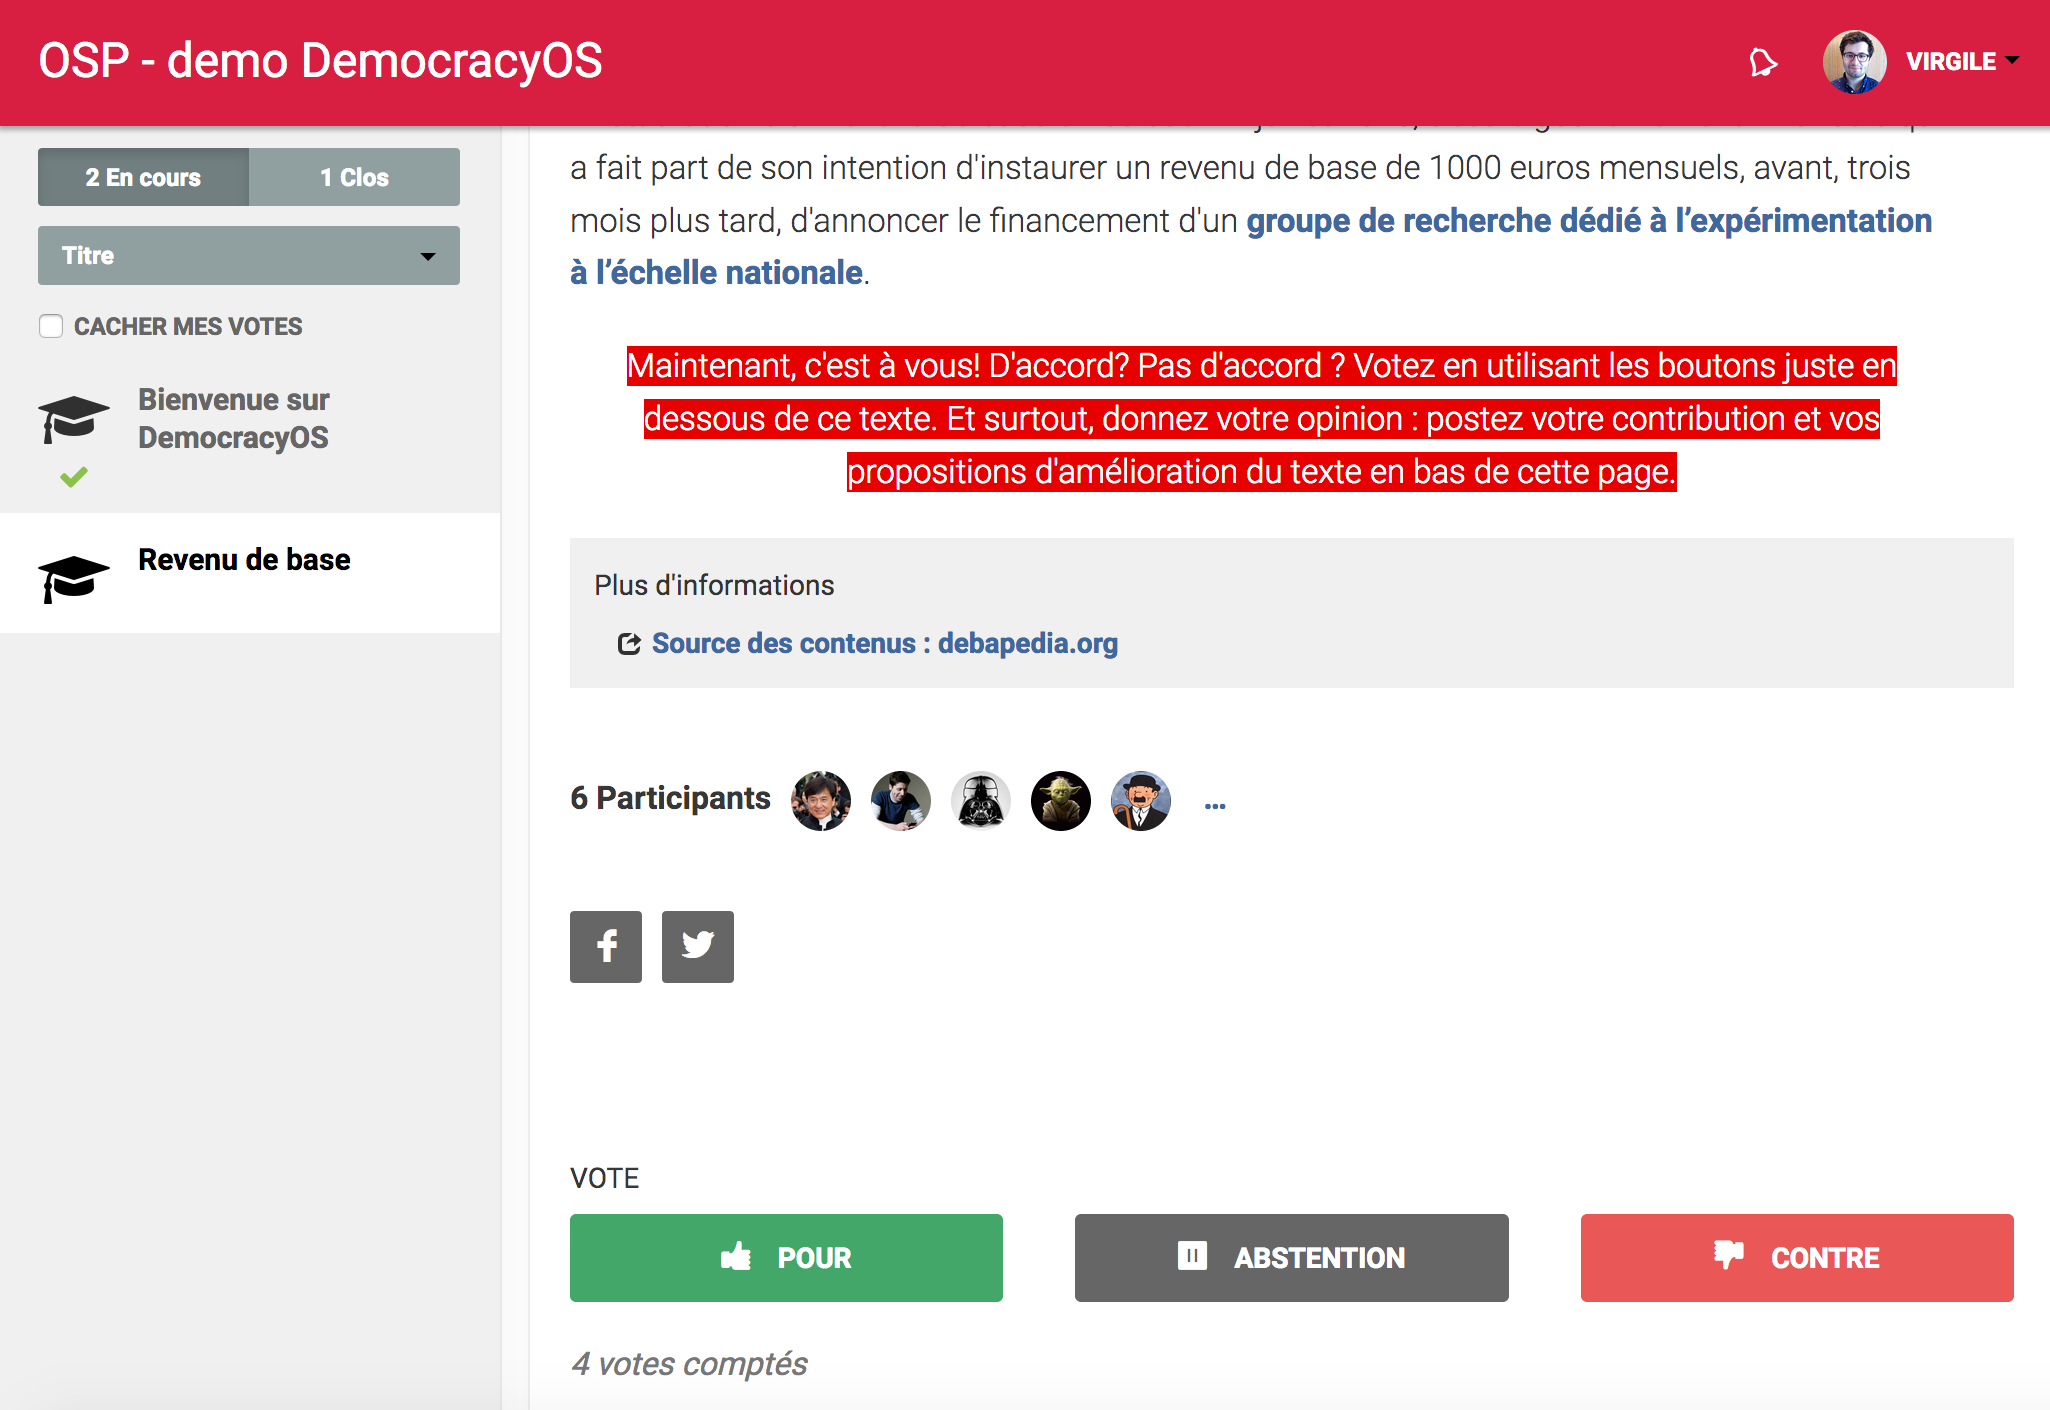 OSP - demo DemocracyOS
VIRGILE
2 En cours
1 Clos
Titre
CACHER MES VOTES
Bienvenue sur
DemocracyOS
Revenu de base
a fait part de son intention d'instaurer un revenu de base de 1000 euros mensuels, avant, trois
mois plus tard, d'annoncer le financement d'un groupe de recherche dédié à l’expérimentation
à l’échelle nationale.
Maintenant, c'est à vous! D'accord? Pas d'accord ? Votez en utilisant les boutons juste en
dessous de ce texte. Et surtout, donnez votre opinion : postez votre contribution et vos
propositions d'amélioration du texte en bas de cette page.
Plus d'informations
Source des contenus : debapedia.org
6 Participants
...
VOTE
POUR
ABSTENTION
CONTRE
4 votes comptés